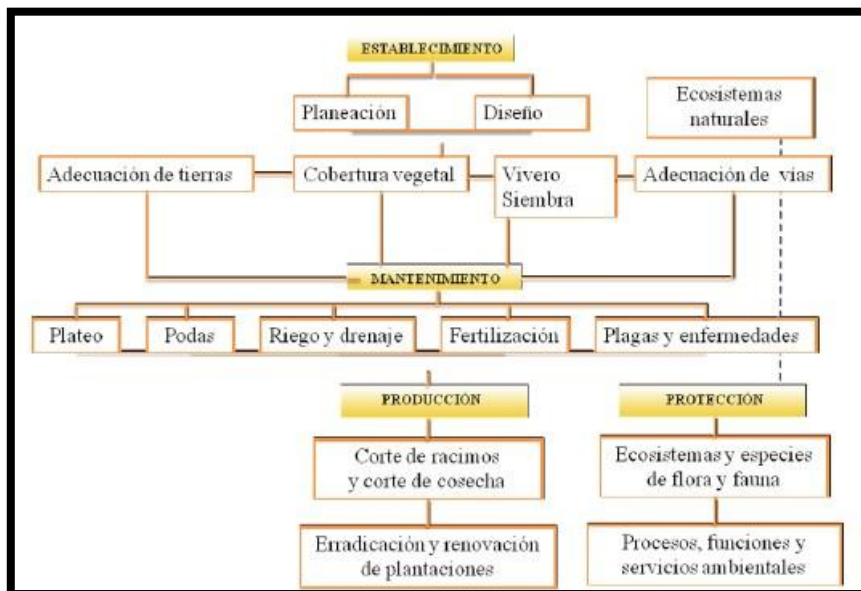 ESTABLECIMIENTO
Planeación
Diseño
Ecosistemas
naturales
Adecuación de tierras
Cobertura vegetal
Vivero
Siembra
Adecuación de vías
MANTENIMIENTO
Plateo
Podas
Riego y drenaje
Fertilización
Plagas y enfermedades
PRODUCCIÓN
PROTECCIÓN
Corte de racimos
y corte de cosecha
Ecosistemas y especies
de flora y fauna
Erradicación y renovación
de plantaciones
Procesos, funciones y
servicios ambientales